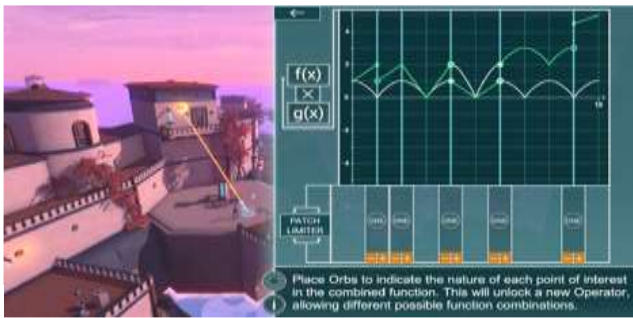 f(x)
×
g(x)
10
PATCH
LIMITER
Place Orbs to indicate the nature of each point of interest
in the combined function. This will unlock a new Operator,
allowing different possible function combinations.